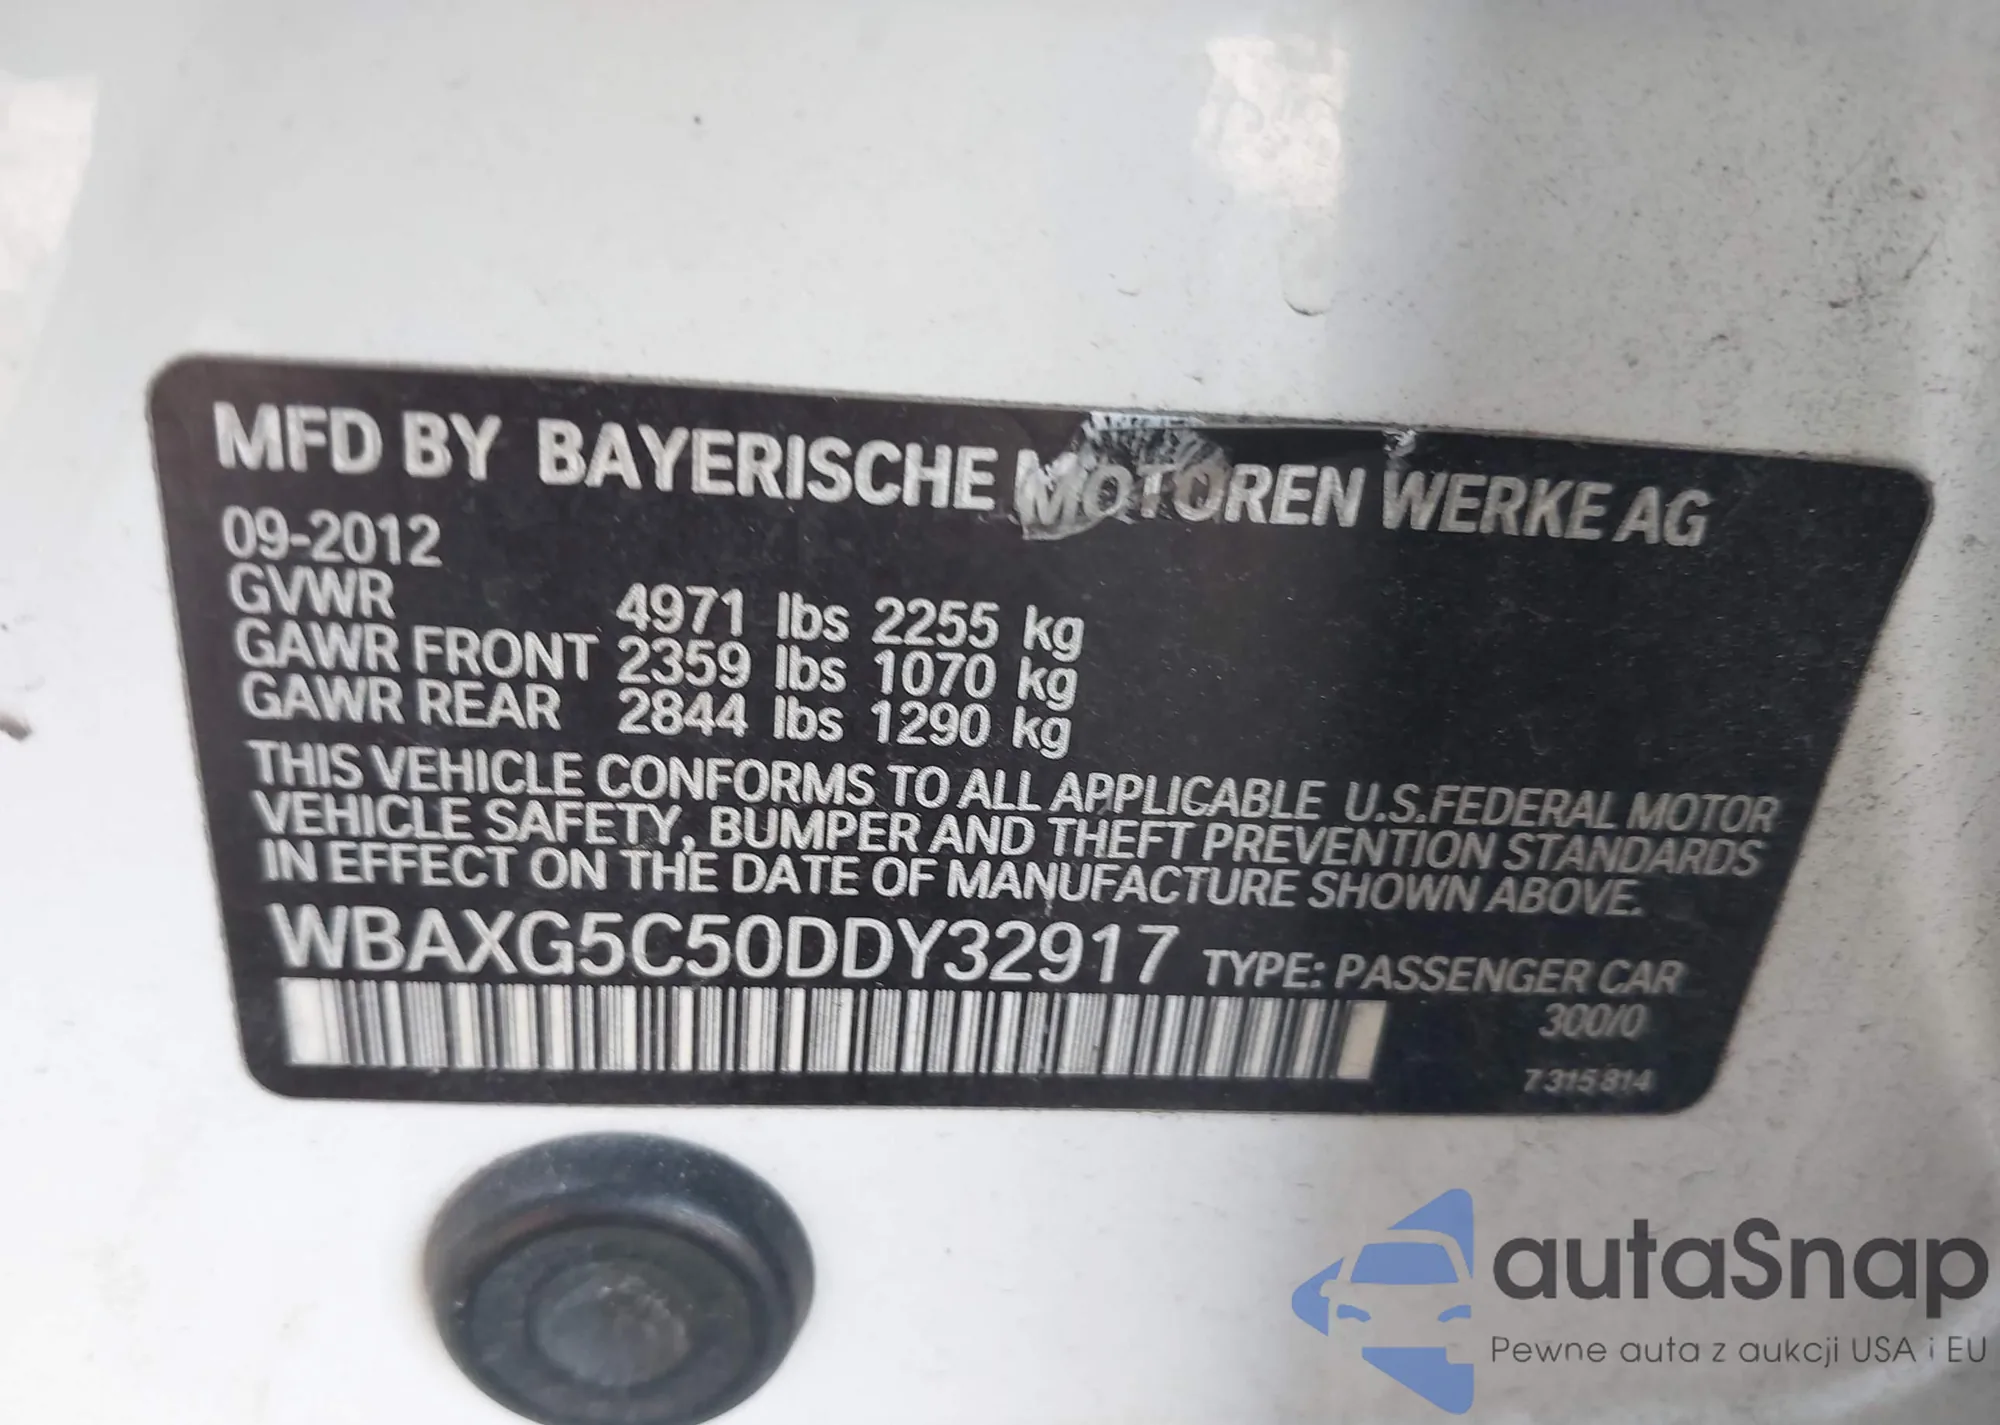 MFD BY BAYERISCHE MOTOREN WERKE AG
09-2012
GVWR 4971 lbs 2255 kg
GAWR FRONT 2359 lbs 1070 kg
GAWR REAR 2844 lbs 1290 kg
THIS VEHICLE CONFORMS TO ALL APPLICABLE U.S.FEDERAL MOTOR
VEHICLE SAFETY, BUMPER AND THEFT PREVENTION STANDARDS
IN EFFECT ON THE DATE OF MANUFACTURE SHOWN ABOVE.
WBAXG5C50DDY32917 TYPE: PASSENGER CAR
300/0
7 315 814
autaSnap
Pewne auta z aukcji USA i EU